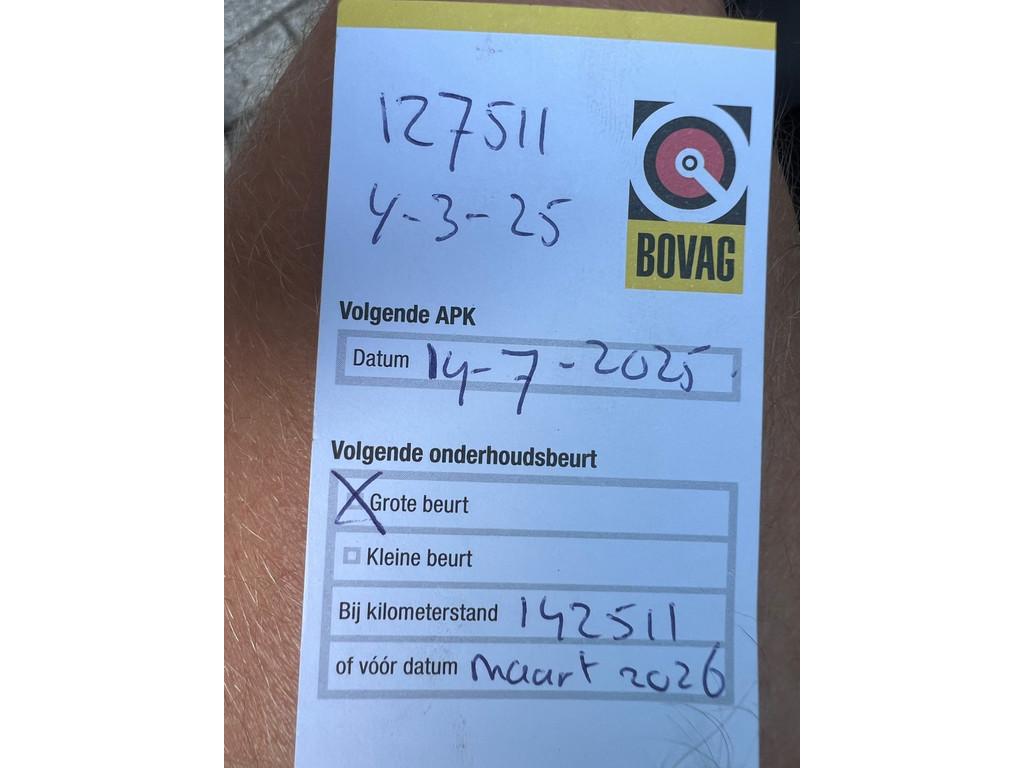 127511
4-3-25
BOVAG
Volgende APK
Datum 14-7-2025
Volgende onderhoudsbeurt
Grote beurt
Kleine beurt
Bij kilometerstand 142511
of vóór datum maart 2026